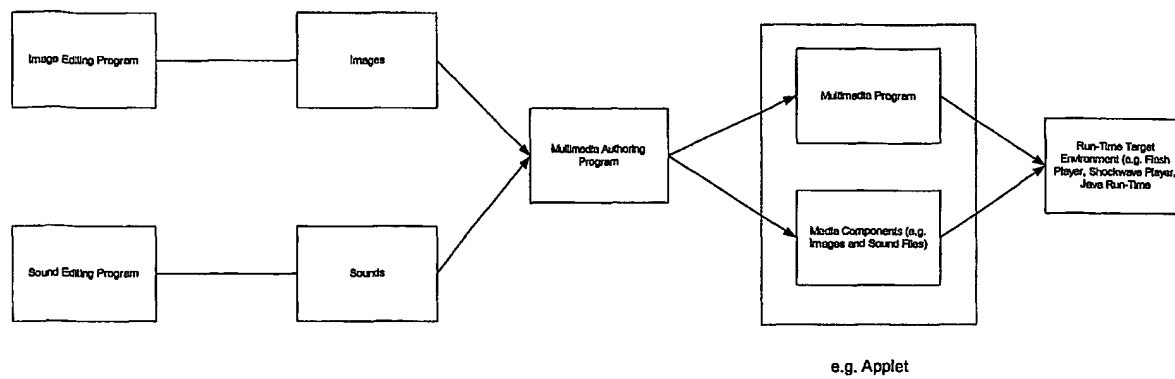 Image Editing Program
Images
Multimedia Program
Multimedia Authoring
Program
Run-Time Target
Environment (e.g. Flash
Player, Shockwave Player,
Java Run-Time
Sound Editing Program
Sounds
Media Components (e.g.
Images and Sound Files)
e.g. Applet